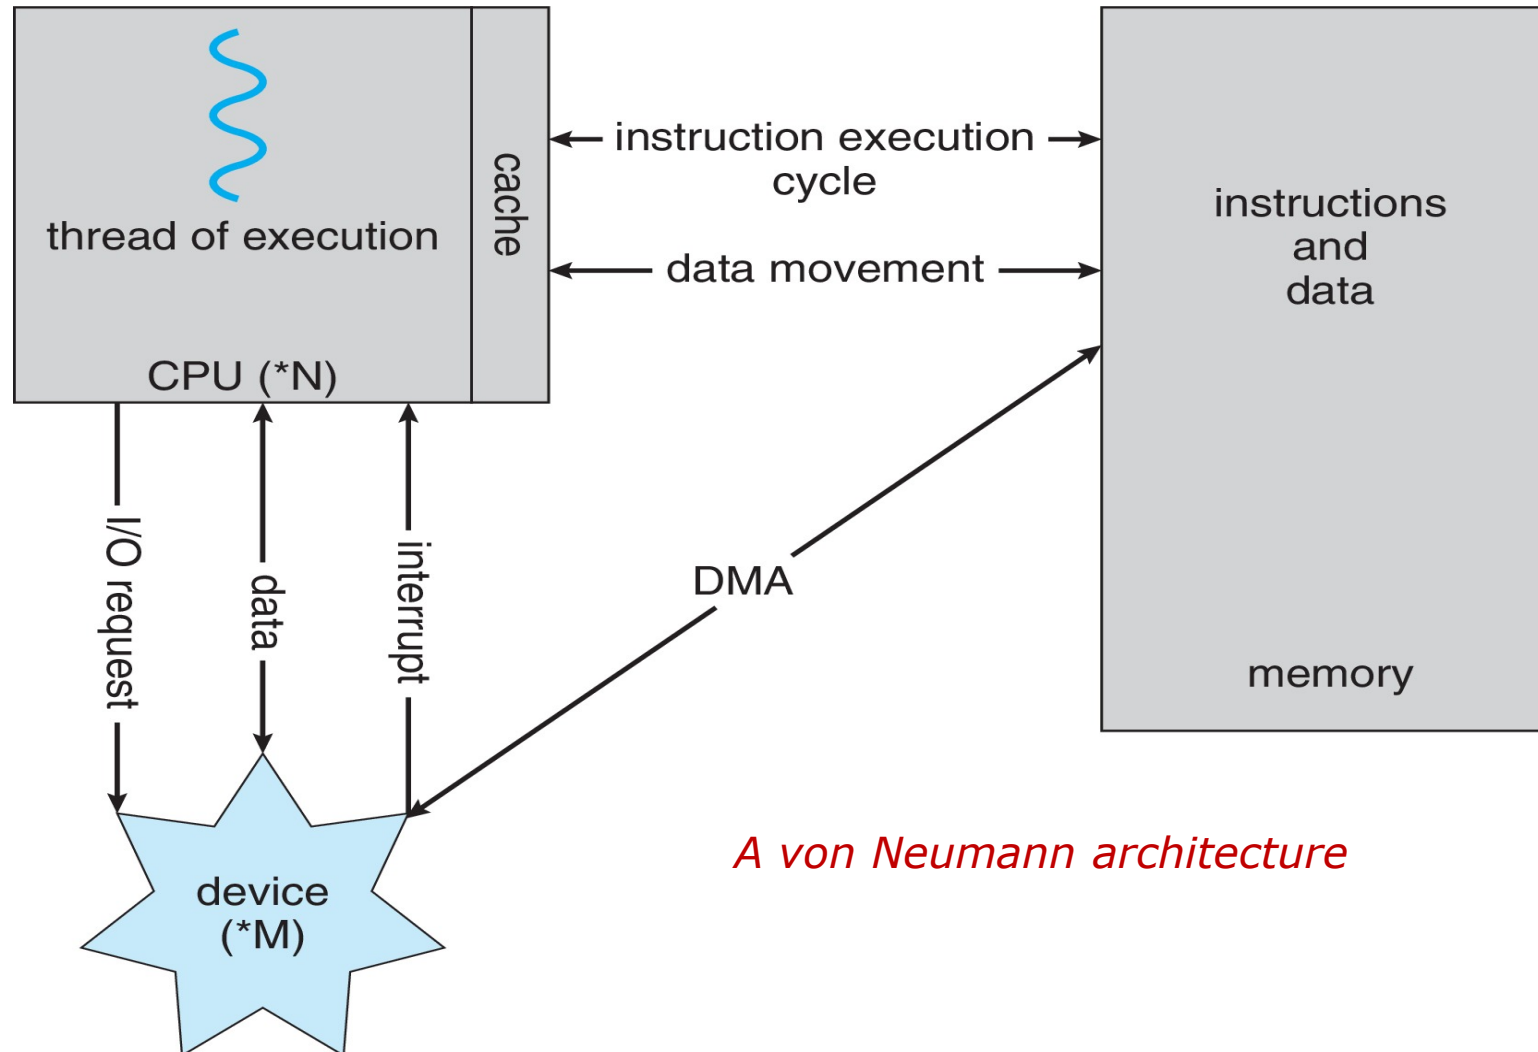 thread of execution
CPU (*N)
cache
instruction execution
cycle
data movement
instructions
and
data
memory
I/O request
data
interrupt
DMA
device
(*M)
A von Neumann architecture